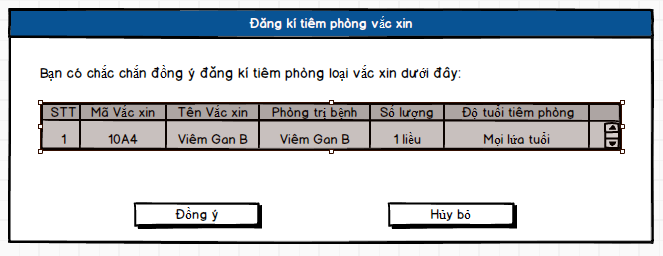 Đăng kí tiêm phòng vắc xin
Bạn có chắc chắn đồng ý đăng kí tiêm phòng loại vắc xin dưới đây:
STT Mã Vắc xin Tên Vắc xin Phòng trị bệnh Số lượng Độ tuổi tiêm phòng
1 10A4 Viêm Gan B Viêm Gan B 1 liều Mọi lứa tuổi
Đồng ý Hủy bỏ